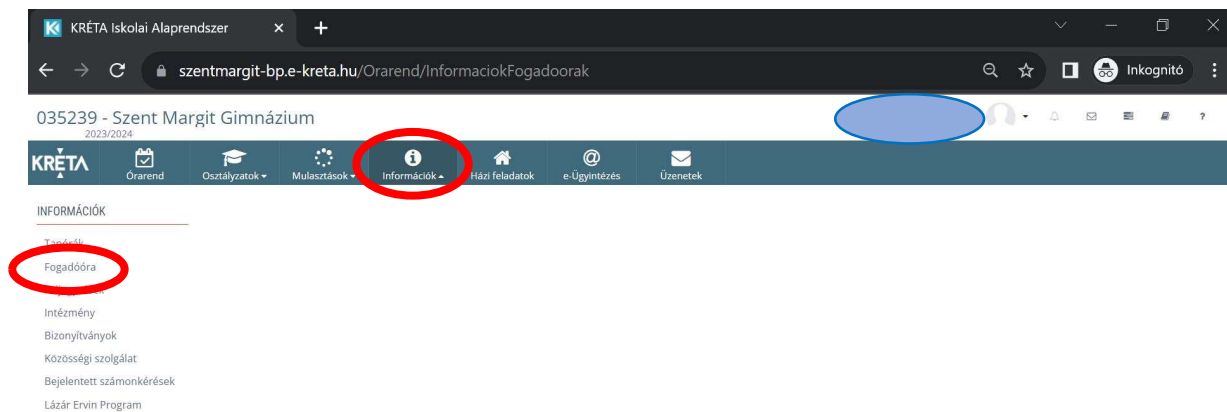 KRÉTA Iskolai Alaprendszer
szentmargit-bp.e-kreta.hu/Orarend/InformaciokFogadoorak
Inkognitó
035239 - Szent Margit Gimnázium
2023/2024
KRÉTA Órarend Osztályzatok Mulasztások Információk Házi feladatok e-Ügyintézés Üzenetek
INFORMÁCIÓK
Tanórák
Fogadóóra
Intézmény
Bizonyítványok
Közösségi szolgálat
Bejelentett számonkérések
Lázár Ervin Program